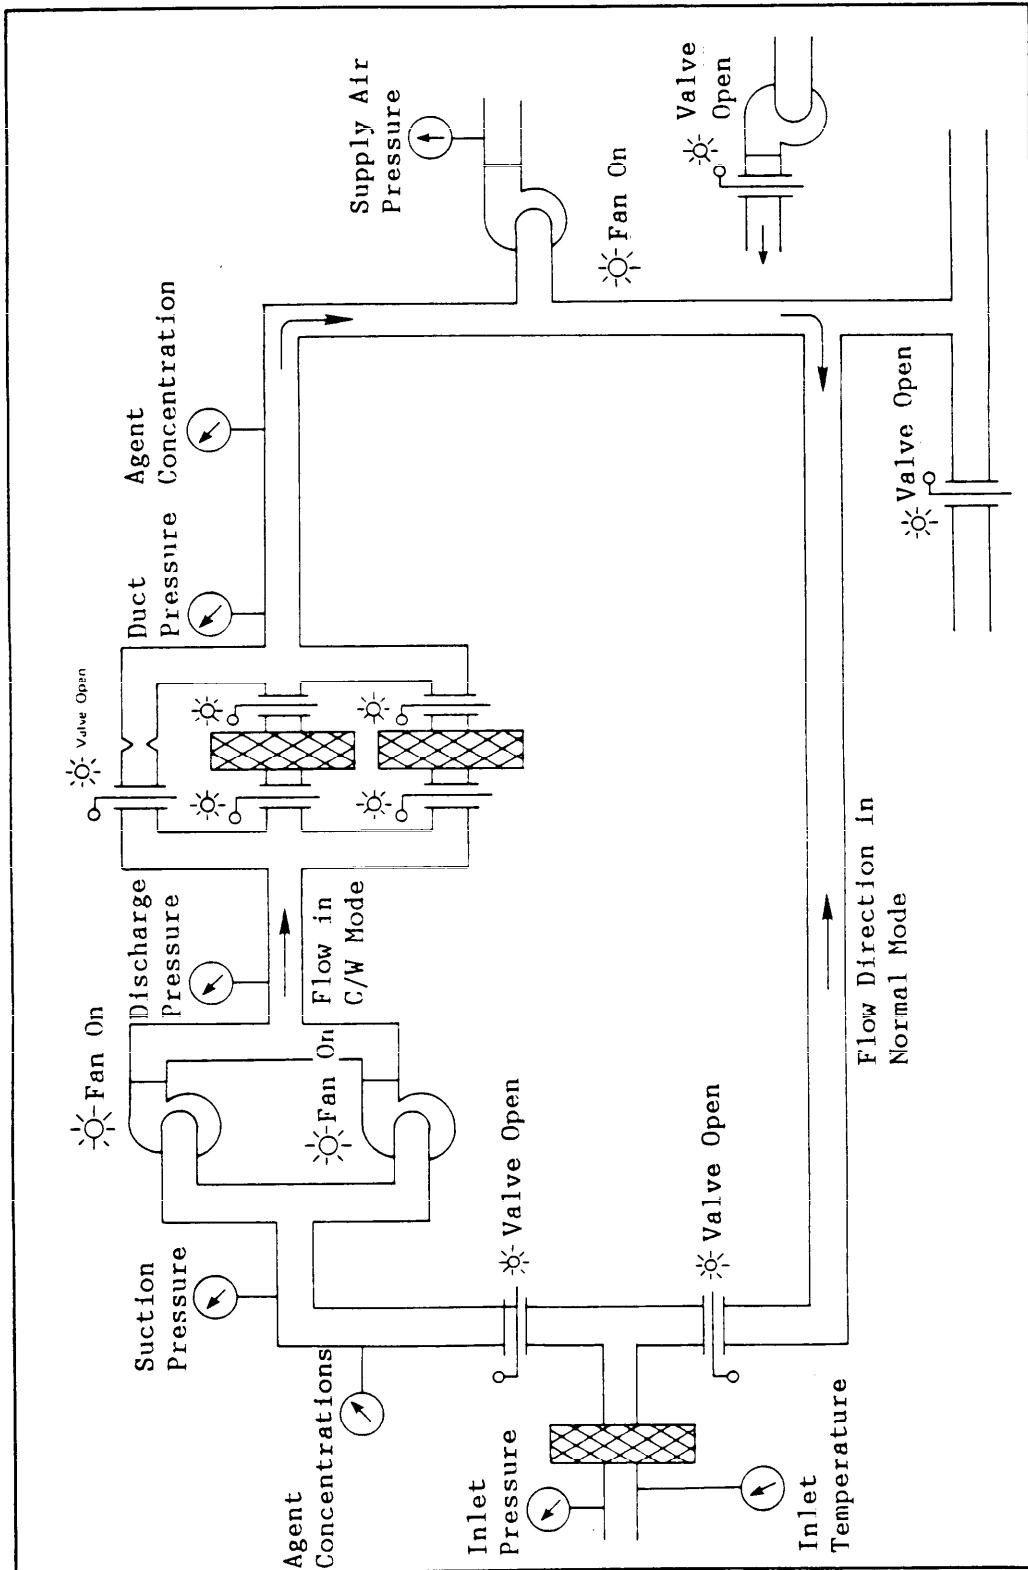 Agent
Concentrations
Inlet
Pressure
Inlet
Temperature
Suction
Pressure
Valve Open
Valve Open
Fan On
Fan On
Discharge
Pressure
Flow in
C/W Mode
Flow Direction in
Normal Mode
Valve Open
Duct
Pressure
Agent
Concentration
Supply Air
Pressure
Fan On
Valve
Open
Valve Open